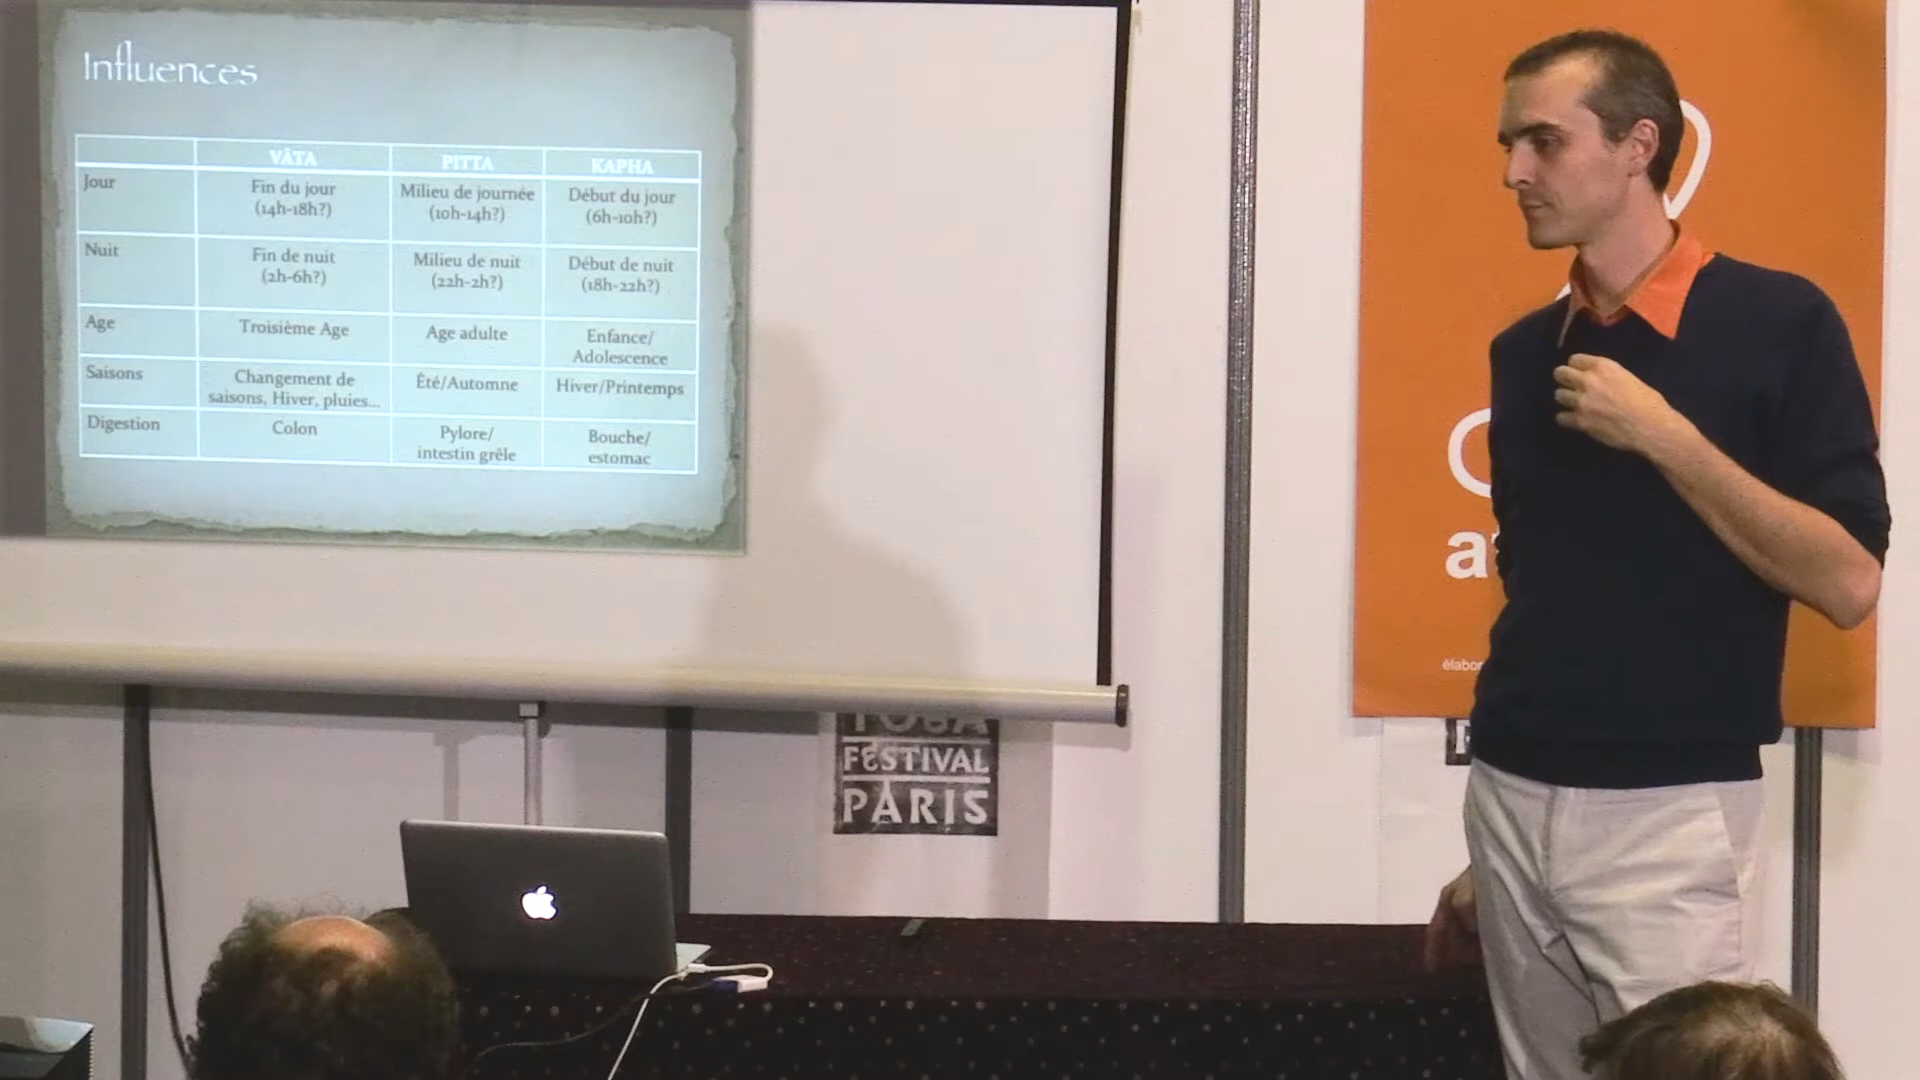 Influences
VĀTA PITTA KAPHA
Jour Fin du jour Milieu de journée Début du jour
(14h-18h?) (10h-14h?) (6h-10h?)
Nuit Fin de nuit Milieu de nuit Début de nuit
(2h-6h?) (22h-2h?) (18h-22h?)
Age Troisième Age Age adulte Enfance/
Adolescence
Saisons Changement de Été/Automne Hiver/Printemps
saisons, Hiver, pluies...
Digestion Colon Pylore/ Bouche/
intestin grêle estomac
YOGA
FESTIVAL
PARIS